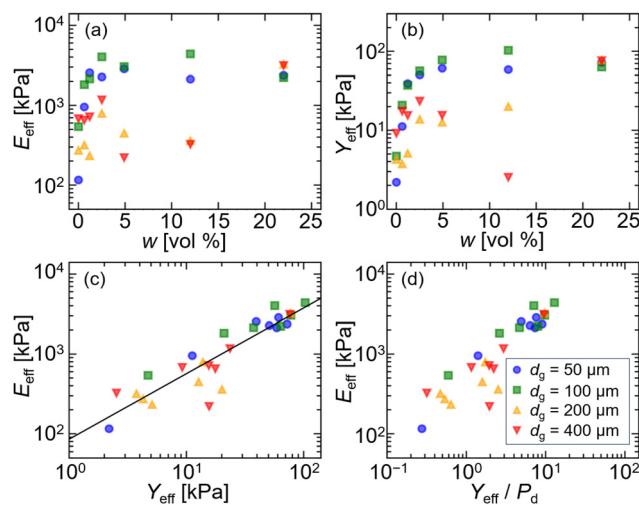 (a)
(b)
E_eff [kPa]
10⁴
10³
10²
0 5 10 15 20 25
w [vol %]
Y_eff [kPa]
10²
10¹
10⁰
0 5 10 15 20 25
w [vol %]
(c)
(d)
E_eff [kPa]
10⁴
10³
10²
10⁰ 10¹ 10²
Y_eff [kPa]
E_eff [kPa]
10⁴
10³
10²
10⁻¹ 10⁰ 10¹ 10²
Y_eff / P_d
d_g = 50 μm
d_g = 100 μm
d_g = 200 μm
d_g = 400 μm